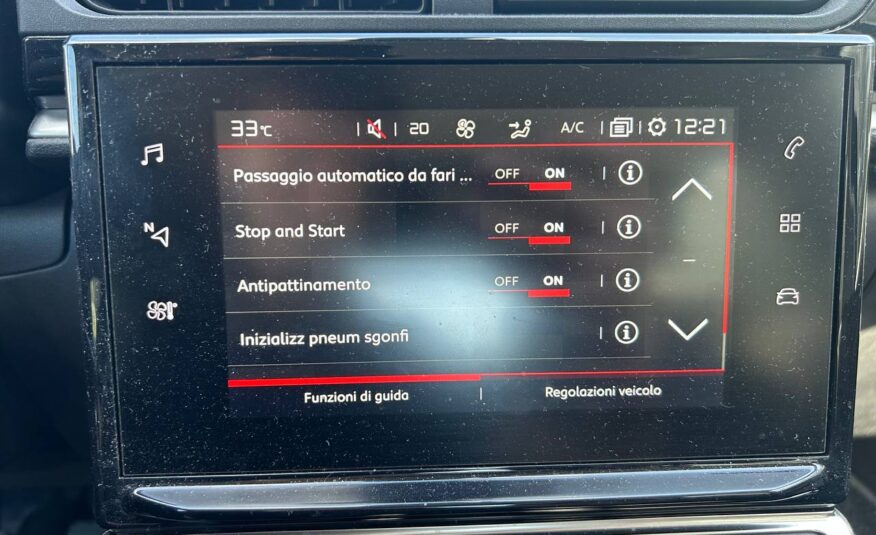 33°C 20 A/C 12:21
Passaggio automatico da fari ... OFF ON
Stop and Start OFF ON
Antipattinamento OFF ON
Inizializz pneum sgonfi
Funzioni di guida | Regolazioni veicolo
N